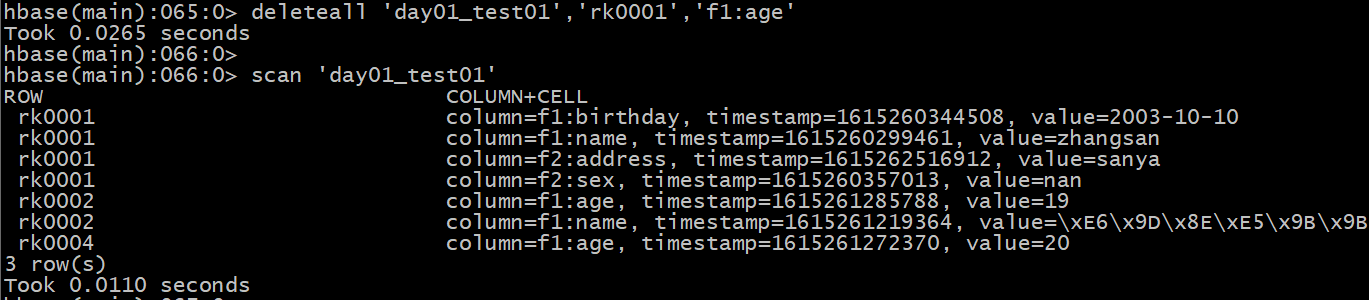 hbase(main):065:0> deleteall 'day01_test01','rk0001','f1:age'
Took 0.0265 seconds
hbase(main):066:0>
hbase(main):066:0> scan 'day01_test01'
ROW COLUMN+CELL
rk0001 column=f1:birthday, timestamp=1615260344508, value=2003-10-10
rk0001 column=f1:name, timestamp=1615260299461, value=zhangsan
rk0001 column=f2:address, timestamp=1615262516912, value=sanya
rk0001 column=f2:sex, timestamp=1615260357013, value=nan
rk0002 column=f1:age, timestamp=1615261285788, value=19
rk0002 column=f1:name, timestamp=1615261219364, value=\xE6\x9D\x8E\xE5\x9B\x9B
rk0004 column=f1:age, timestamp=1615261272370, value=20
3 row(s)
Took 0.0110 seconds